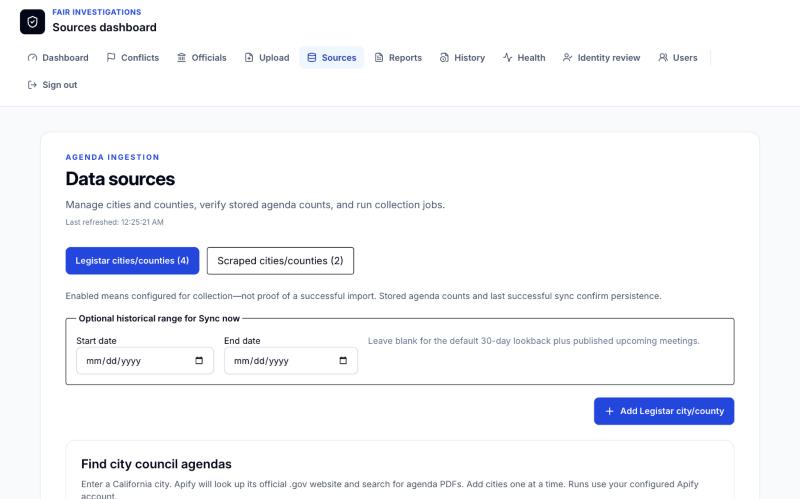 FAIR INVESTIGATIONS
Sources dashboard
Dashboard
Conflicts
Officials
Upload
Sources
Reports
History
Health
Identity review
Users
Sign out
AGENDA INGESTION
Data sources
Manage cities and counties, verify stored agenda counts, and run collection jobs.
Last refreshed: 12:25:21 AM
Legistar cities/counties (4)
Scraped cities/counties (2)
Enabled means configured for collection—not proof of a successful import. Stored agenda counts and last successful sync confirm persistence.
Optional historical range for Sync now
Start date
End date
Leave blank for the default 30-day lookback plus published upcoming meetings.
mm/dd/yyyy
mm/dd/yyyy
Add Legistar city/county
Find city council agendas
Enter a California city. Apify will look up its official .gov website and search for agenda PDFs. Add cities one at a time. Runs use your configured Apify
account.